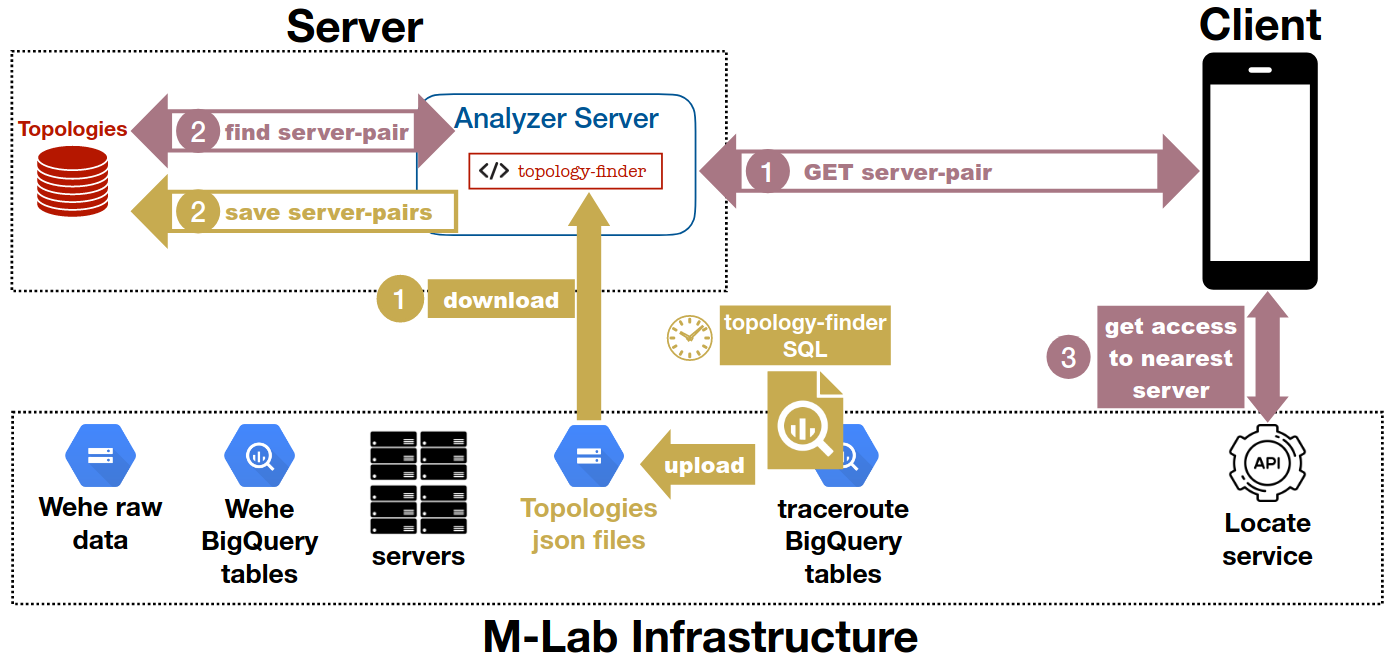 Server
Client
Topologies
2 find server-pair
Analyzer Server
</> topology-finder
1 GET server-pair
2 save server-pairs
1 download
topology-finder
SQL
3
get access
to nearest
server
upload
API
Wehe raw
data
Wehe
BigQuery
tables
servers
Topologies
json files
traceroute
BigQuery
tables
Locate
service
M-Lab Infrastructure